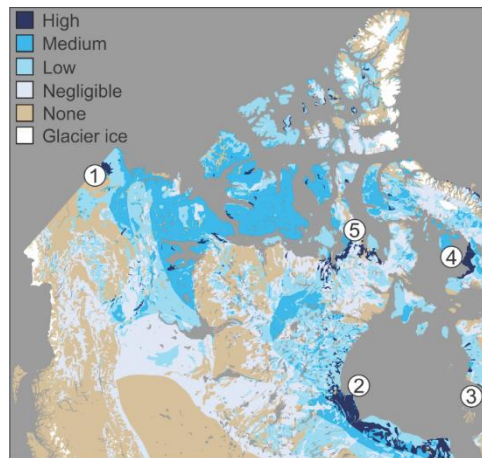 High
Medium
Low
Negligible
None
Glacier ice
1
5
4
2
3